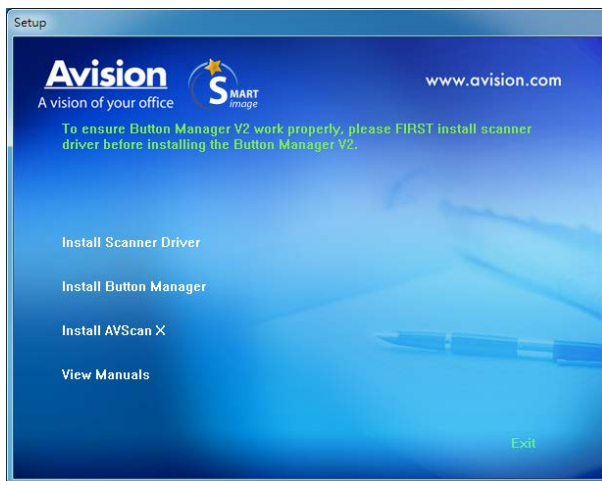 Setup
Avision
A vision of your office
SMART
image
www.avision.com
To ensure Button Manager V2 work properly, please FIRST install scanner
driver before installing the Button Manager V2.
Install Scanner Driver
Install Button Manager
Install AVScan X
View Manuals
Exit